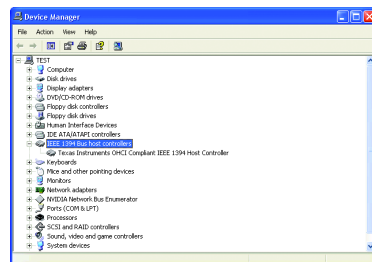 Device Manager
File Action View Help
TEST
Computer
Disk drives
Display adapters
DVD/CD-ROM drives
Floppy disk controllers
Floppy disk drives
Human Interface Devices
IDE ATA/ATAPI controllers
IEEE 1394 Bus host controllers
Texas Instruments OHCI Compliant IEEE 1394 Host Controller
Keyboards
Mice and other pointing devices
Monitors
Network adapters
NVIDIA Network Bus Enumerator
Ports (COM & LPT)
Processors
SCSI and RAID controllers
Sound, video and game controllers
System devices